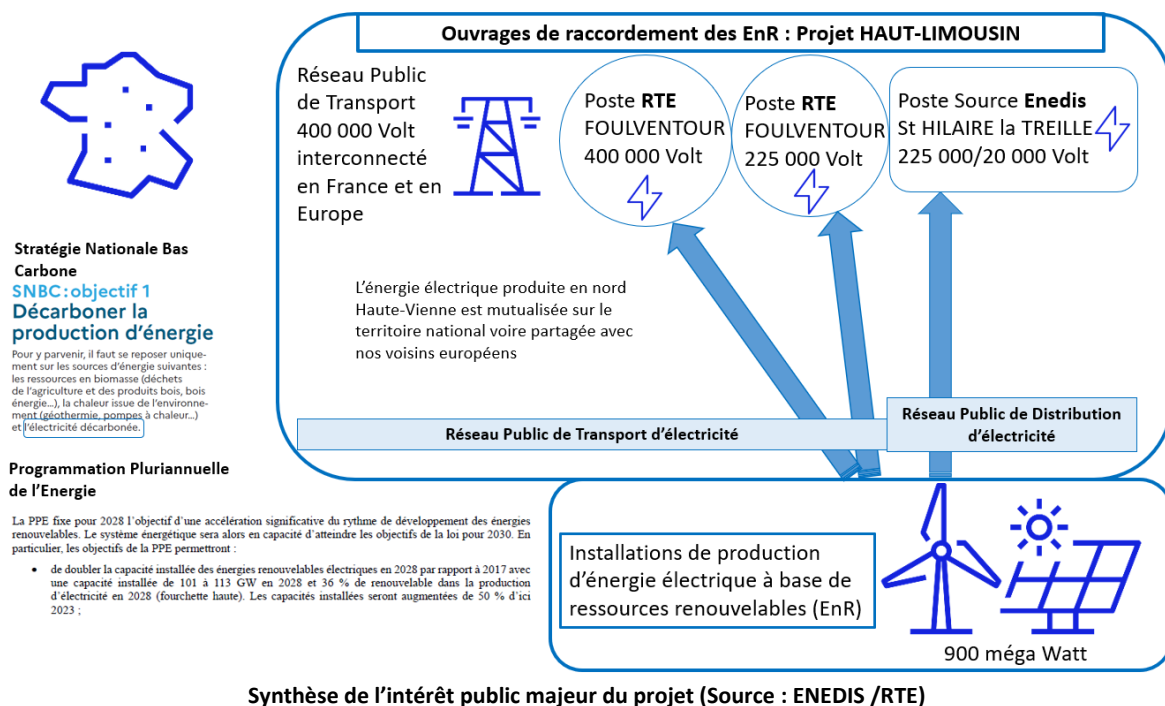 Ouvrages de raccordement des EnR : Projet HAUT-LIMOUSIN
Réseau Public
de Transport
400 000 Volt
interconnecté
en France et en
Europe
Poste RTE
FOULVENTOUR
400 000 Volt
Poste RTE
FOULVENTOUR
225 000 Volt
Poste Source Enedis
St HILAIRE la TREILLE
225 000/20 000 Volt
L’énergie électrique produite en nord
Haute-Vienne est mutualisée sur le
territoire national voire partagée avec
nos voisins européens
Réseau Public de Transport d’électricité
Réseau Public de Distribution
d’électricité
Stratégie Nationale Bas
Carbone
SNBC : objectif 1
Décarboner la
production d’énergie
Pour y parvenir, il faut se reposer unique-
ment sur les sources d’énergie suivantes :
les ressources en biomasse (déchets
de l’agriculture et des produits bois, bois
énergie...), la chaleur issue de l’environne-
ment (géothermie, pompes à chaleur...)
et l’électricité décarbonée.
Programmation Pluriannuelle
de l’Energie
La PPE fixe pour 2028 l’objectif d’une accélération significative du rythme de développement des énergies
renouvelables. Le système énergétique sera alors en capacité d’atteindre les objectifs de la loi pour 2030. En
particulier, les objectifs de la PPE permettront :
• de doubler la capacité installée des énergies renouvelables électriques en 2028 par rapport à 2017 avec
une capacité installée de 101 à 113 GW en 2028 et 36 % de renouvelable dans la production
d’électricité en 2028 (fourchette haute). Les capacités installées seront augmentées de 50 % d’ici
2023 ;
Installations de production
d’énergie électrique à base de
ressources renouvelables (EnR)
900 méga Watt
Synthèse de l’intérêt public majeur du projet (Source : ENEDIS /RTE)